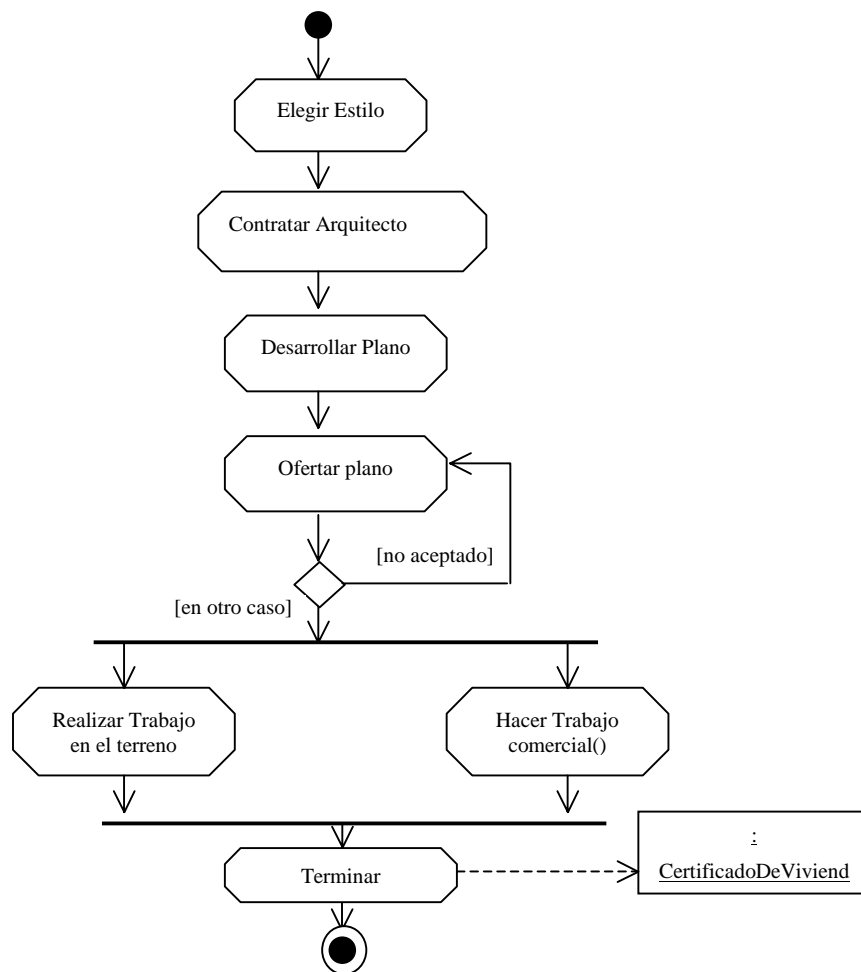 Elegir Estilo
Contratar Arquitecto
Desarrollar Plano
Ofertar plano
[no aceptado]
[en otro caso]
Realizar Trabajo
en el terreno
Hacer Trabajo
comercial()
:
CertificadoDeViviend
Terminar